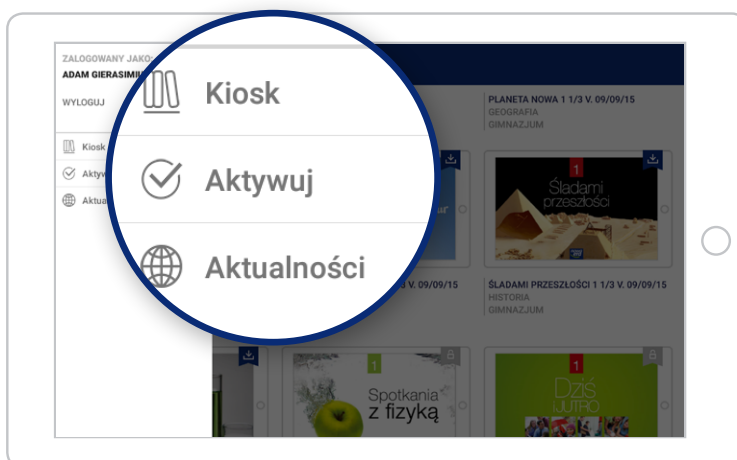 ZALOGOWANY JAKO:
ADAM
WYLOGUJ
Kiosk
Kiosk
Aktywuj
Aktualności
PLANETA NOWA 1 1/3 V. 09/09/15
GEOGRAFIA
GIMNAZJUM
1
Śladami
przeszłości
V. 09/09/15
ŚLADAMI PRZESZŁOŚCI 1 1/3 V. 09/09/15
HISTORIA
GIMNAZJUM
1
Spotkania
z fizyką
1
Dziś
I JUTRO